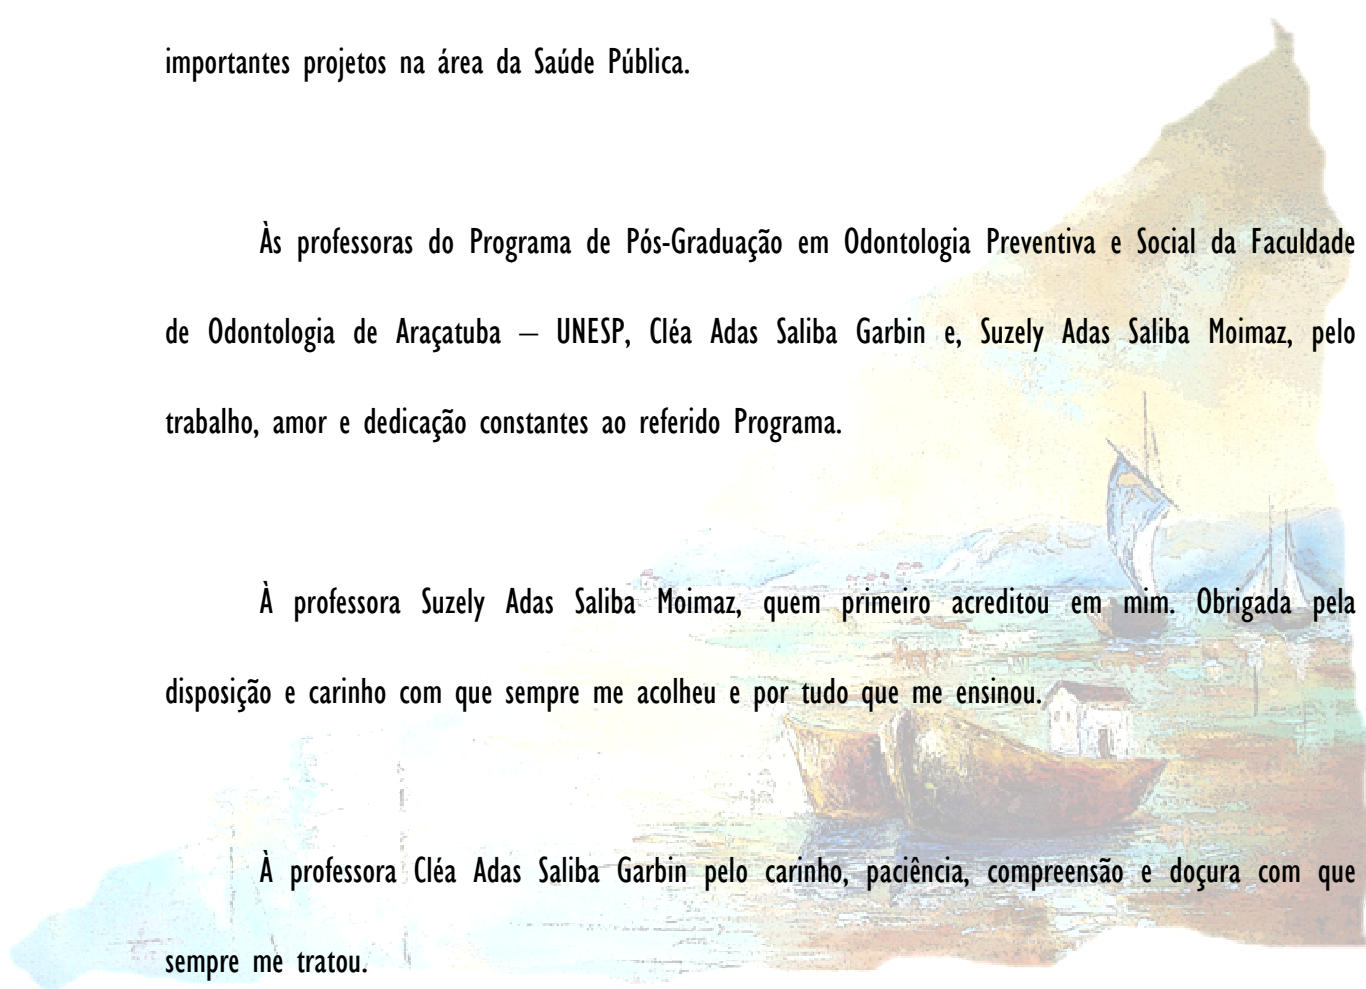 importantes projetos na área da Saúde Pública.
Às professoras do Programa de Pós-Graduação em Odontologia Preventiva e Social da Faculdade
de Odontologia de Araçatuba – UNESP, Cléa Adas Saliba Garbin e, Suzely Adas Saliba Moimaz, pelo
trabalho, amor e dedicação constantes ao referido Programa.
À professora Suzely Adas Saliba Moimaz, quem primeiro acreditou em mim. Obrigada pela
disposição e carinho com que sempre me acolheu e por tudo que me ensinou.
À professora Cléa Adas Saliba Garbin pelo carinho, paciência, compreensão e doçura com que
sempre me tratou.